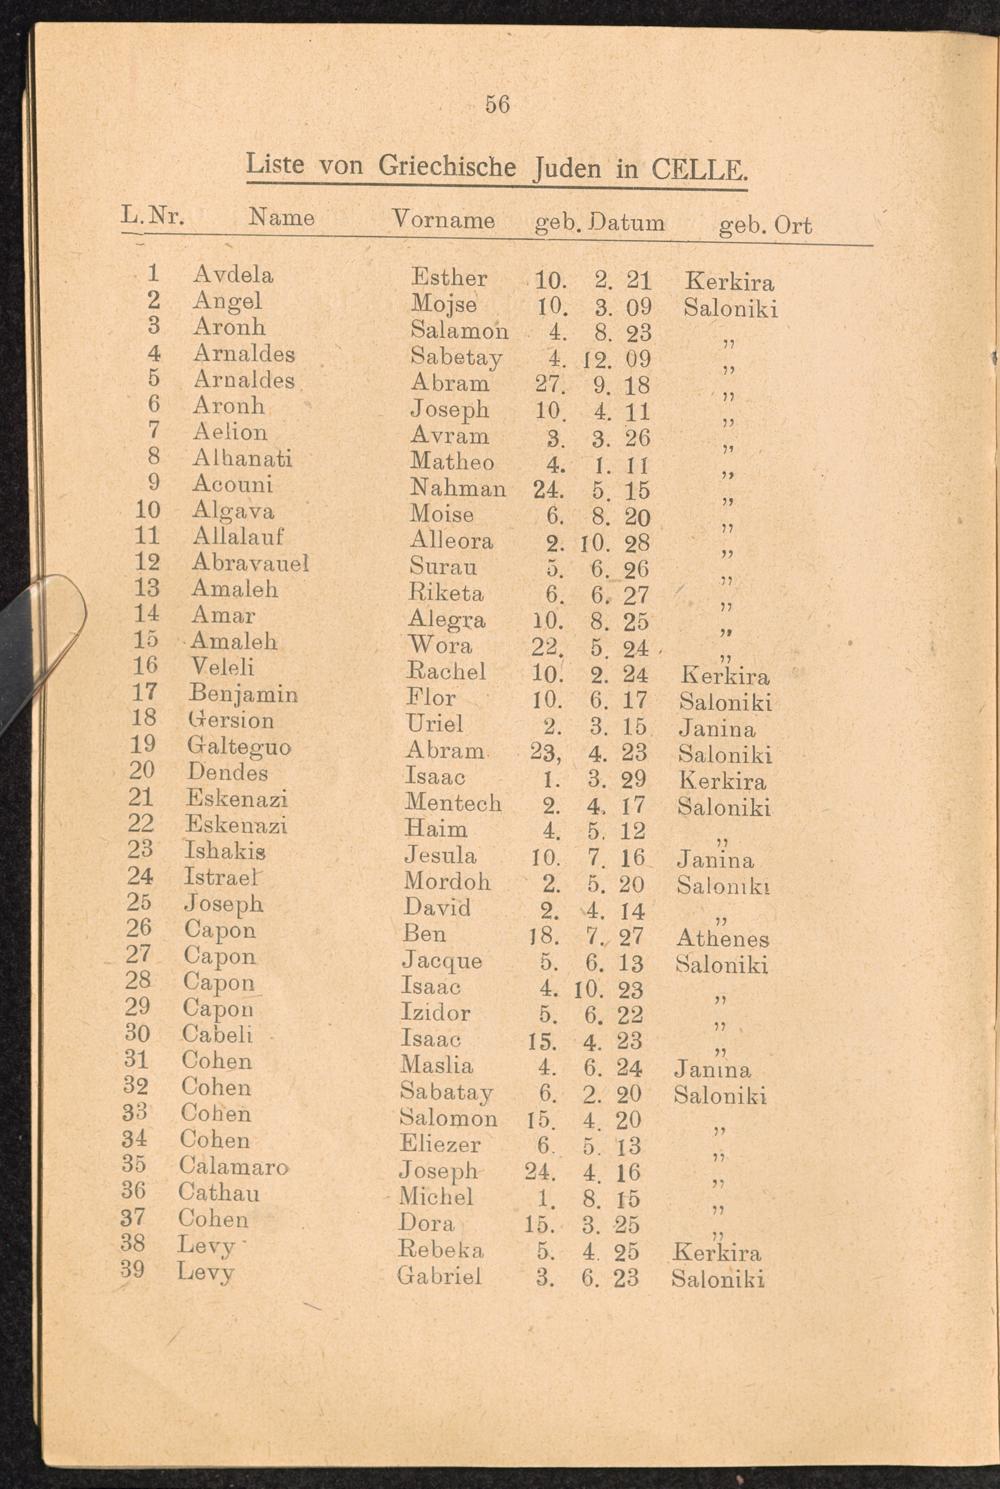 56
Liste von Griechische Juden in CELLE.
L. Nr. Name Vorname geb. Datum geb. Ort
1 Avdela Esther 10. 2. 21 Kerkira
2 Angel Mojse 10. 3. 09 Saloniki
3 Aronh Salamon 4. 8. 23 „
4 Arnaldes Sabetay 4. 12. 09 „
5 Arnaldes Abram 27. 9. 18 „
6 Aronh Joseph 10. 4. 11 „
7 Aelion Avram 3. 3. 26 „
8 Alhanati Matheo 4. 1. 11 „
9 Acouni Nahman 24. 5. 15 „
10 Algava Moise 6. 8. 20 „
11 Allalauf Alleora 2. 10. 28 „
12 Abravauel Surau 5. 6. 26 „
13 Amaleh Riketa 6. 6. 27 „
14 Amar Alegra 10. 8. 25 „
15 Amaleh Wora 22. 5. 24 „
16 Veleli Rachel 10. 2. 24 Kerkira
17 Benjamin Flor 10. 6. 17 Saloniki
18 Gersion Uriel 2. 3. 15 Janina
19 Galteguo Abram 23, 4. 23 Saloniki
20 Dendes Isaac 1. 3. 29 Kerkira
21 Eskenazi Mentech 2. 4. 17 Saloniki
22 Eskenazi Haim 4. 5. 12 „
23 Ishakis Jesula 10. 7. 16 Janina
24 Istrael Mordoh 2. 5. 20 Saloniki
25 Joseph David 2. 4. 14 „
26 Capon Ben 18. 7. 27 Athenes
27 Capon Jacque 5. 6. 13 Saloniki
28 Capon Isaac 4. 10. 23 „
29 Capon Izidor 5. 6. 22 „
30 Cabeli Isaac 15. 4. 23 „
31 Cohen Maslia 4. 6. 24 Janina
32 Cohen Sabatay 6. 2. 20 Saloniki
33 Cohen Salomon 15. 4. 20 „
34 Cohen Eliezer 6. 5. 13 „
35 Calamaro Joseph 24. 4. 16 „
36 Cathau Michel 1. 8. 15 „
37 Cohen Dora 15. 3. 25 „
38 Levy Rebeka 5. 4. 25 Kerkira
39 Levy Gabriel 3. 6. 23 Saloniki